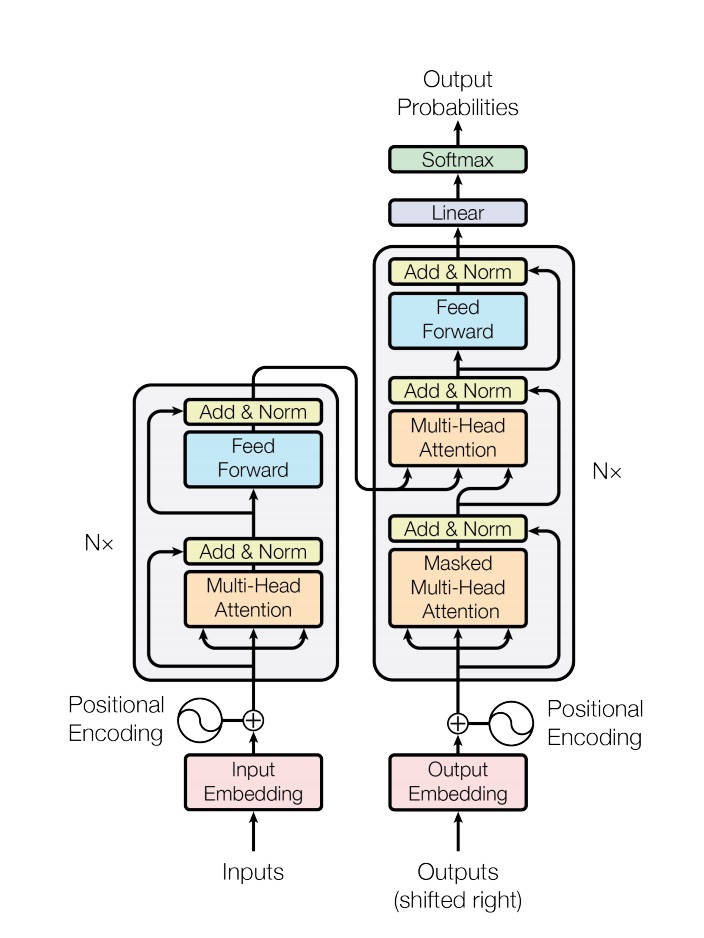 Output
Probabilities
Softmax
Linear
Add & Norm
Feed
Forward
Add & Norm
Multi-Head
Attention
Add & Norm
Masked
Multi-Head
Attention
N×
Add & Norm
Feed
Forward
Add & Norm
Multi-Head
Attention
N×
Positional
Encoding
Positional
Encoding
Input
Embedding
Output
Embedding
Inputs
Outputs
(shifted right)